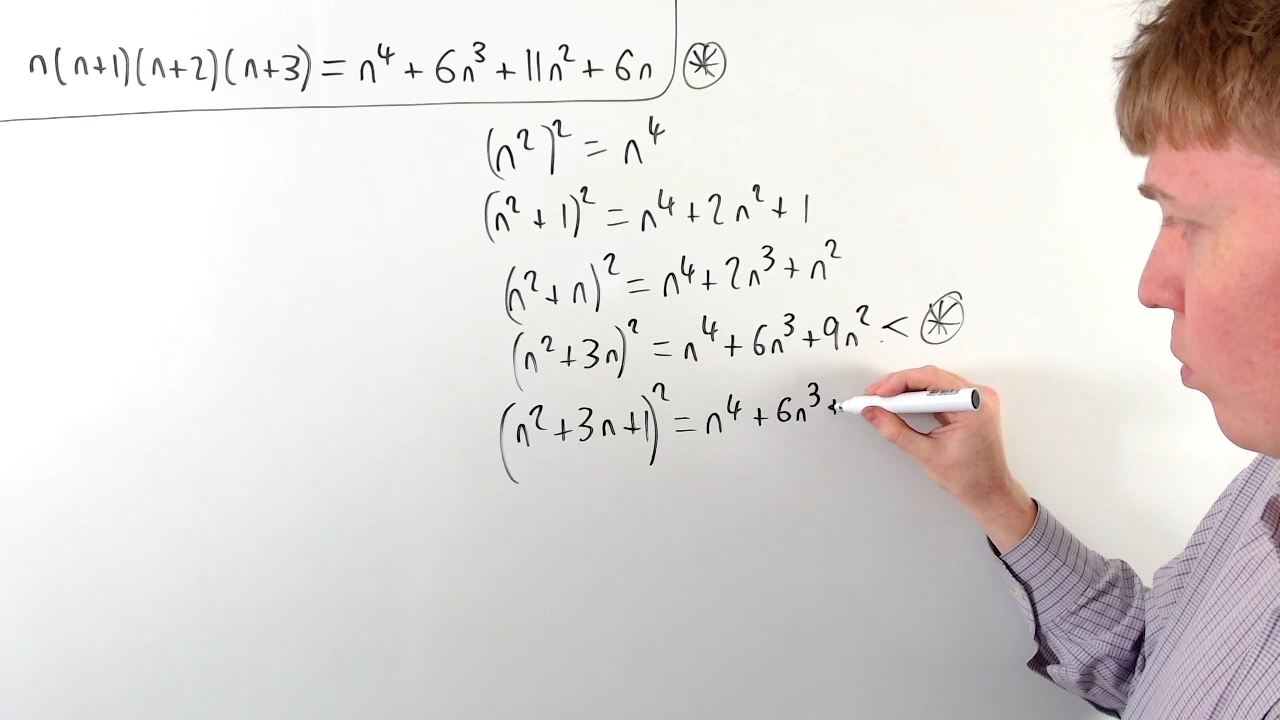 n(n+1)(n+2)(n+3) = n⁴ + 6n³ + 11n² + 6n ⊛
(n²)² = n⁴
(n² + 1)² = n⁴ + 2n² + 1
(n² + n)² = n⁴ + 2n³ + n²
(n² + 3n)² = n⁴ + 6n³ + 9n² < ⊛
(n² + 3n + 1)² = n⁴ + 6n³ +